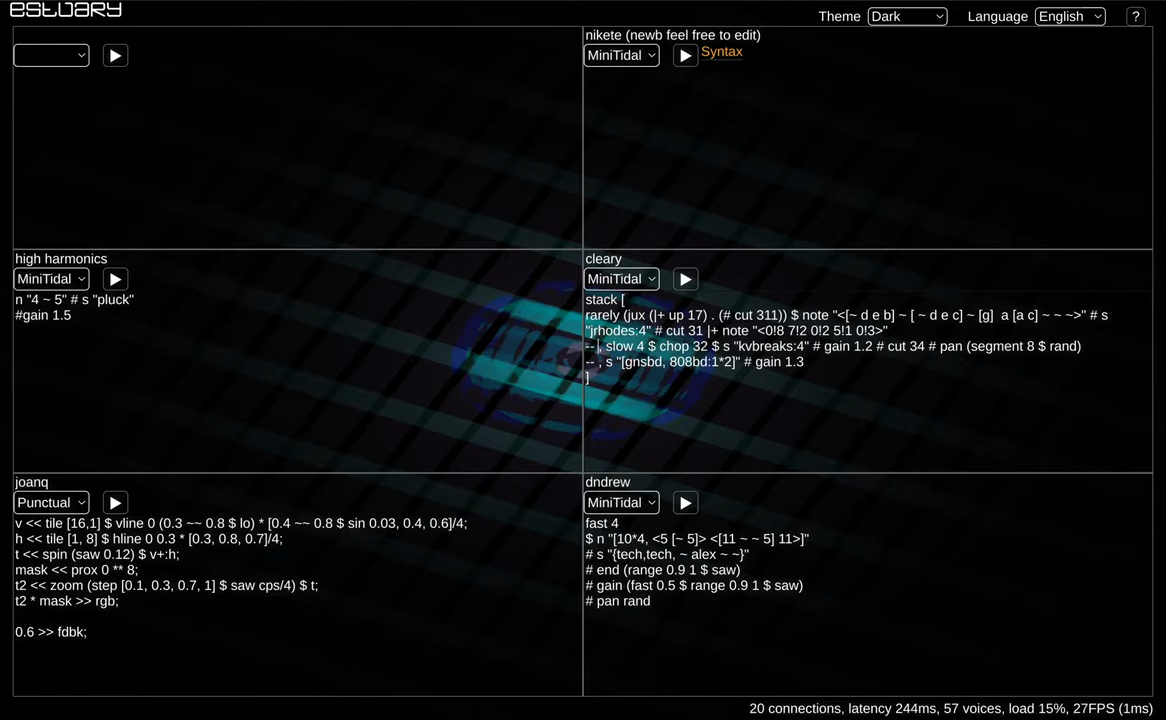 estuary
Theme Dark Language English ?
nikete (newb feel free to edit)
MiniTidal Syntax
high harmonics
MiniTidal
n "4 ~ 5" # s "pluck"
#gain 1.5
cleary
MiniTidal
stack [
rarely (jux (|+ up 17) . (# cut 311)) $ note "<[~ d e b] ~ [ ~ d e c] ~ [g]  a [a c] ~ ~ ~>" # s
"jrhodes:4" # cut 31 |+ note "<0!8 7!2 0!2 5!1 0!3>"
-- , slow 4 $ chop 32 $ s "kvbreaks:4" # gain 1.2 # cut 34 # pan (segment 8 $ rand)
-- , s "[gnsbd, 808bd:1*2]" # gain 1.3
]
joanq
Punctual
v << tile [16,1] $ vline 0 (0.3 ~~ 0.8 $ lo) * [0.4 ~~ 0.8 $ sin 0.03, 0.4, 0.6]/4;
h << tile [1, 8] $ hline 0 0.3 * [0.3, 0.8, 0.7]/4;
t << spin (saw 0.12) $ v+:h;
mask << prox 0 ** 8;
t2 << zoom (step [0.1, 0.3, 0.7, 1] $ saw cps/4) $ t;
t2 * mask >> rgb;
0.6 >> fdbk;
dndrew
MiniTidal
fast 4
$ n "[10*4, <5 [~ 5]> <[11 ~ ~ 5] 11>]"
# s "{tech,tech, ~ alex ~ ~}"
# end (range 0.9 1 $ saw)
# gain (fast 0.5 $ range 0.9 1 $ saw)
# pan rand
20 connections, latency 244ms, 57 voices, load 15%, 27FPS (1ms)